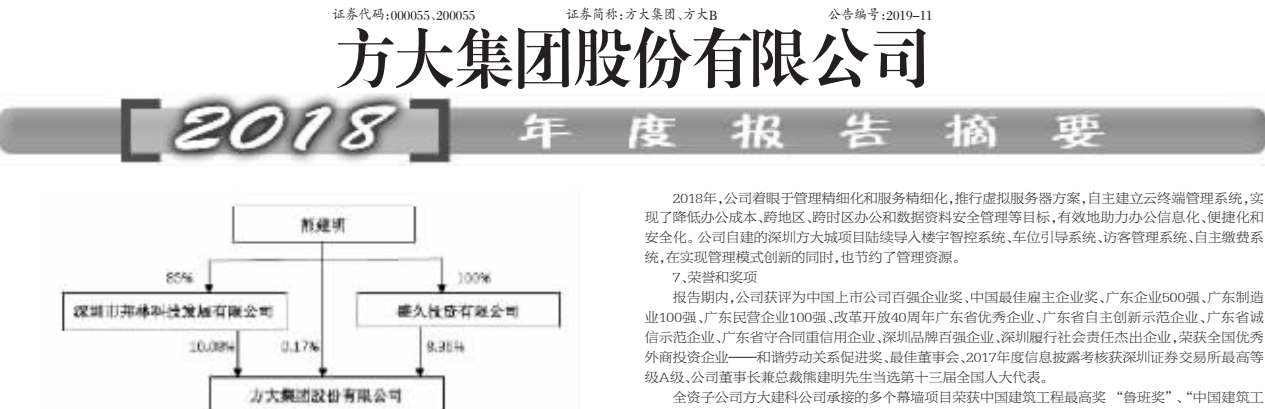 证券代码:000055、200055 证券简称:方大集团、方大B 公告编号:2019-11
方大集团股份有限公司
2018 年度报告摘要
熊建明
85% 100%
深圳市邦林科技发展有限公司 盛久投资有限公司
10.08% 0.17%
方大集团股份有限公司
2018年,公司着眼于管理精细化和服务精细化,推行虚拟服务器方案,自主建立云终端管理系统,实
现了降低办公成本、跨地区、跨时区办公和数据资料安全管理等目标,有效地助力办公信息化、便捷化和
安全化。公司自建的深圳方大城项目陆续导入楼宇智控系统、车位引导系统、访客管理系统、自主缴费系
统,在实现管理模式创新的同时,也节约了管理资源。
7、荣誉和奖项
报告期内,公司获评为中国上市公司百强企业奖、中国最佳雇主企业奖、广东企业500强、广东制造
业100强、广东民营企业100强、改革开放40周年广东省优秀企业、广东省自主创新示范企业、广东省诚
信示范企业、广东省守合同重信用企业、深圳品牌百强企业、深圳履行社会责任杰出企业,荣获全国优秀
外商投资企业——和谐劳动关系促进奖、最佳董事会、2017年度信息披露考核获深圳证券交易所最高等
级A级、公司董事长兼总裁熊建明先生当选第十三届全国人大代表。
全资子公司方大建科公司承接的多个幕墙项目荣获中国建筑工程最高奖 “鲁班奖”、“中国建筑工